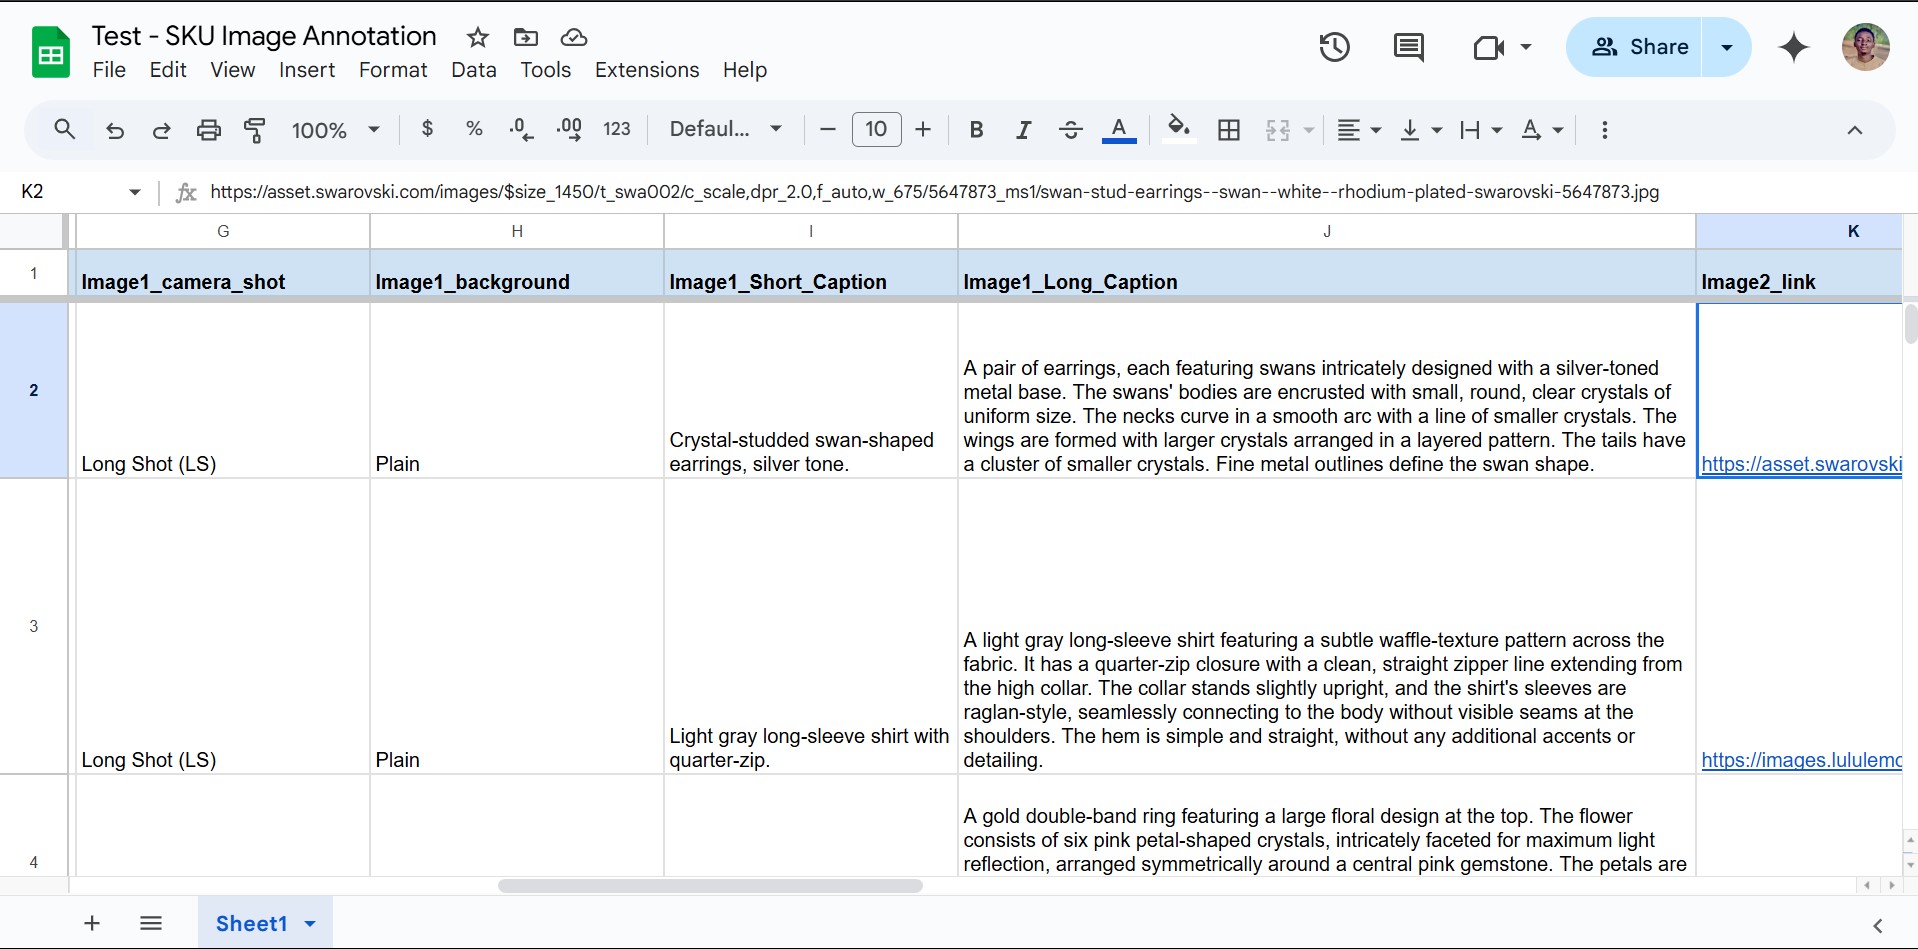 Test - SKU Image Annotation
File Edit View Insert Format Data Tools Extensions Help
Share
100% $ % .0 .00 123 Defaul... 10 B I S A
K2 fx https://asset.swarovski.com/images/$size_1450/t_swa002/c_scale,dpr_2.0,f_auto,w_675/5647873_ms1/swan-stud-earrings--swan--white--rhodium-plated-swarovski-5647873.jpg
G H I J K
1 Image1_camera_shot Image1_background Image1_Short_Caption Image1_Long_Caption Image2_link
2
Long Shot (LS)
Plain
Crystal-studded swan-shaped
earrings, silver tone.
A pair of earrings, each featuring swans intricately designed with a silver-toned
metal base. The swans' bodies are encrusted with small, round, clear crystals of
uniform size. The necks curve in a smooth arc with a line of smaller crystals. The
wings are formed with larger crystals arranged in a layered pattern. The tails have
a cluster of smaller crystals. Fine metal outlines define the swan shape.
https://asset.swarovski
3
Long Shot (LS)
Plain
Light gray long-sleeve shirt with
quarter-zip.
A light gray long-sleeve shirt featuring a subtle waffle-texture pattern across the
fabric. It has a quarter-zip closure with a clean, straight zipper line extending from
the high collar. The collar stands slightly upright, and the shirt's sleeves are
raglan-style, seamlessly connecting to the body without visible seams at the
shoulders. The hem is simple and straight, without any additional accents or
detailing.
https://images.lululemo
4
A gold double-band ring featuring a large floral design at the top. The flower
consists of six pink petal-shaped crystals, intricately faceted for maximum light
reflection, arranged symmetrically around a central pink gemstone. The petals are
Sheet1